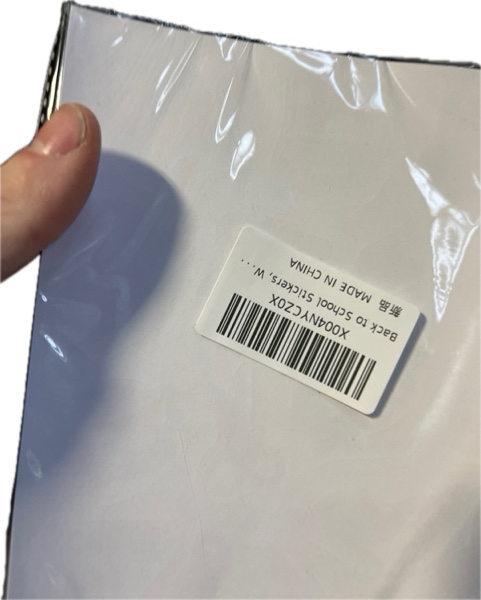 X004NYCZ0X
Back to School Stickers, W...
新品 MADE IN CHINA